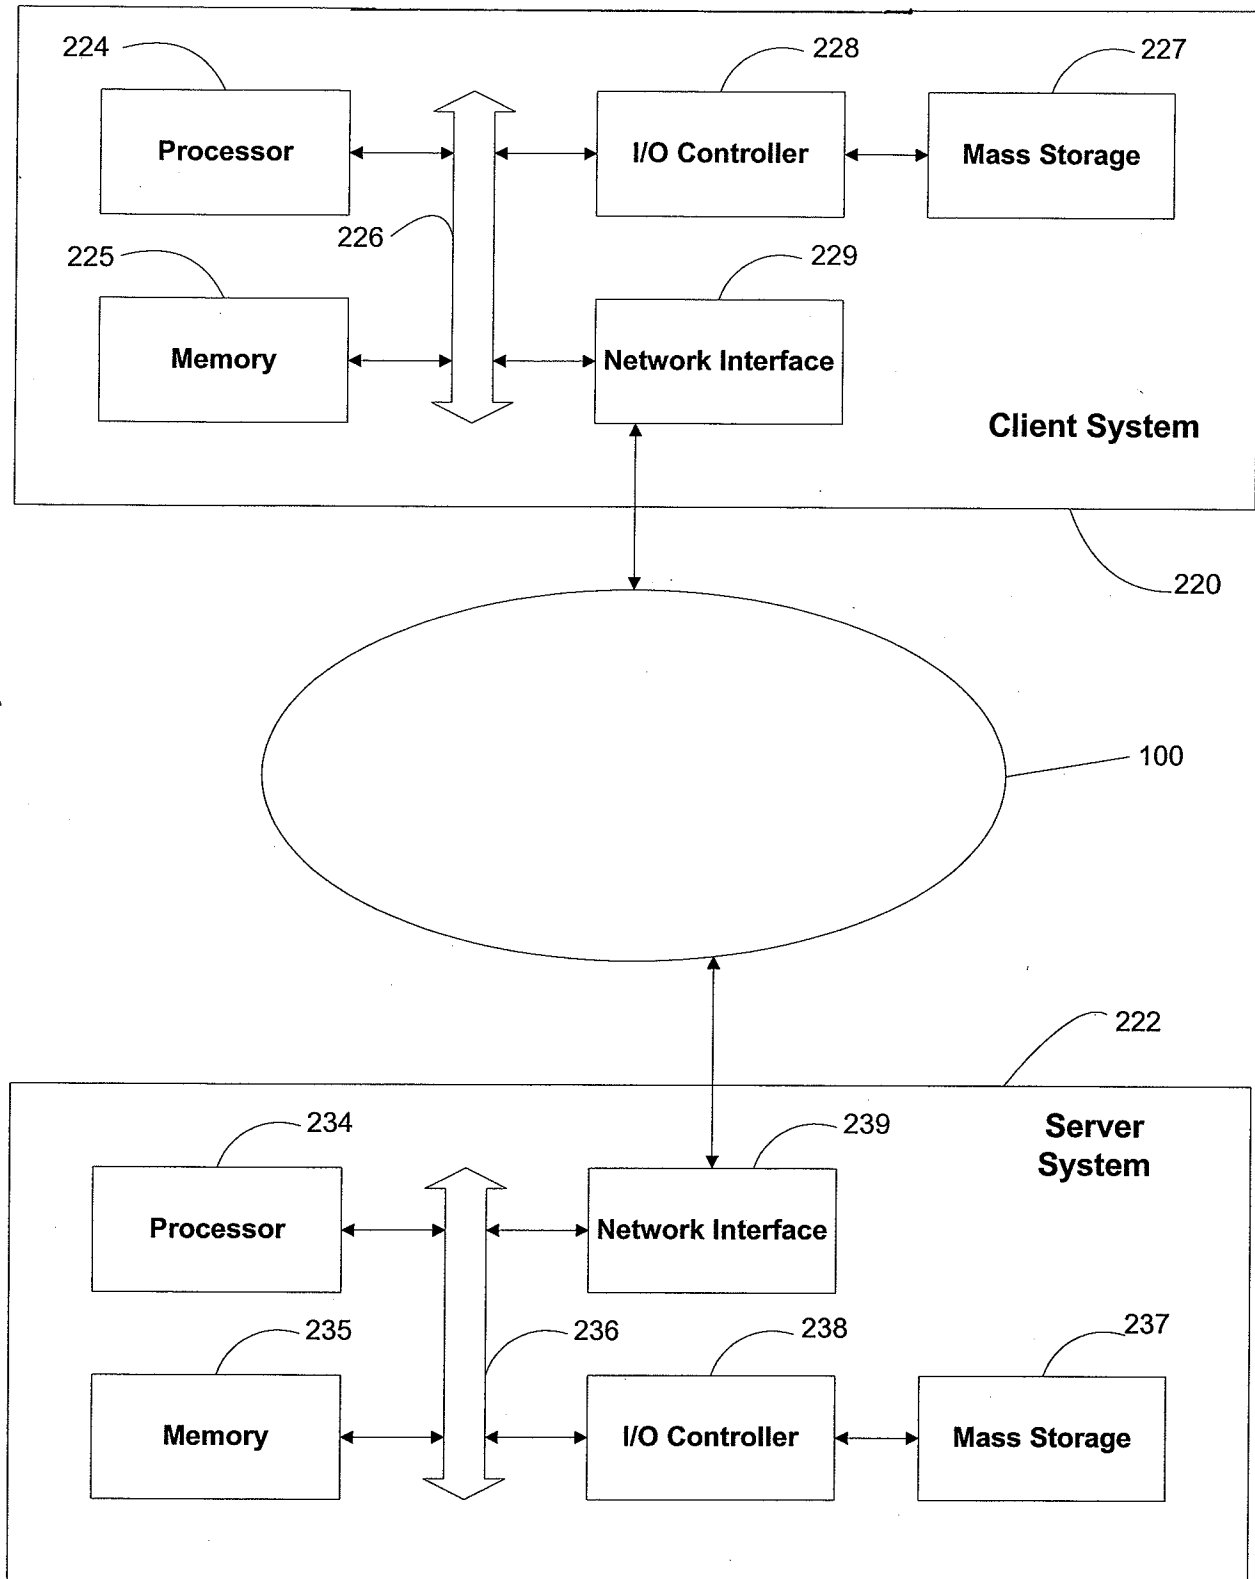 224
228
227
Processor
I/O Controller
Mass Storage
226
225
229
Memory
Network Interface
Client System
220
100
222
234
239
Server
System
Processor
Network Interface
235
236
238
237
Memory
I/O Controller
Mass Storage